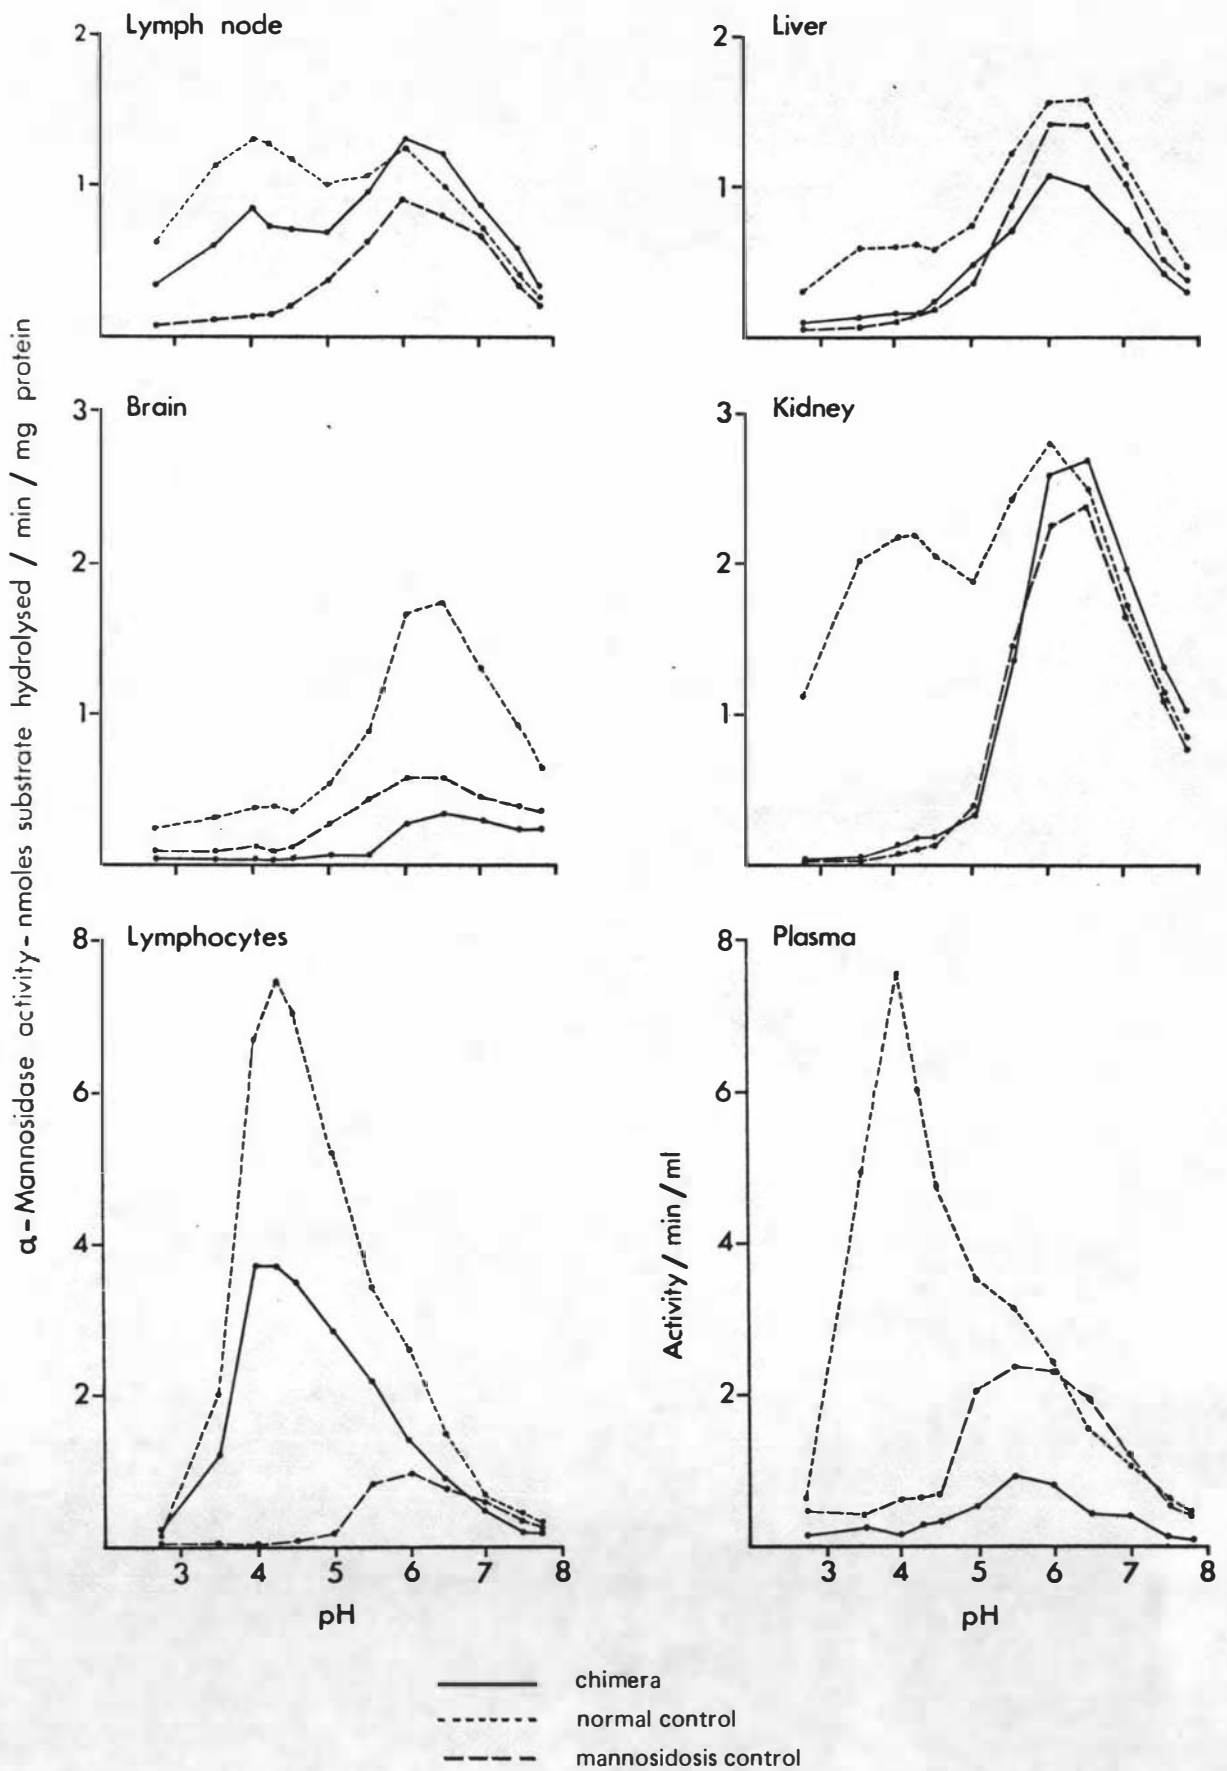 Lymph node
2
1
Liver
2
1
Brain
3
2
1
Kidney
3
2
1
α-Mannosidase activity-nmoles substrate hydrolysed / min / mg protein
Lymphocytes
8
6
4
2
3 4 5 6 7 8
pH
Plasma
8
6
4
2
Activity / min / ml
3 4 5 6 7 8
pH
chimera
normal control
mannosidosis control